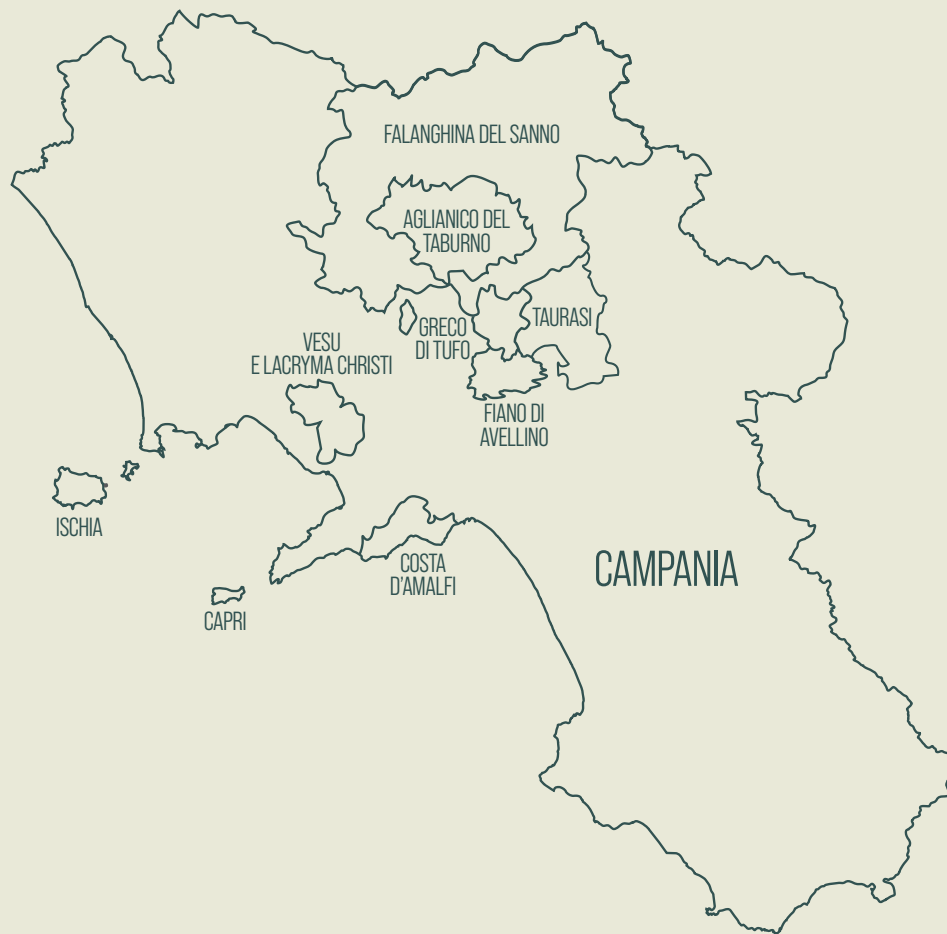 FALANGHINA DEL SANNO
AGLIANICO DEL
TABURNO
TAURASI
GRECO
DI TUFO
VESU
E LACRYMA CHRISTI
FIANO DI
AVELLINO
ISCHIA
COSTA
D'AMALFI
CAMPANIA
CAPRI